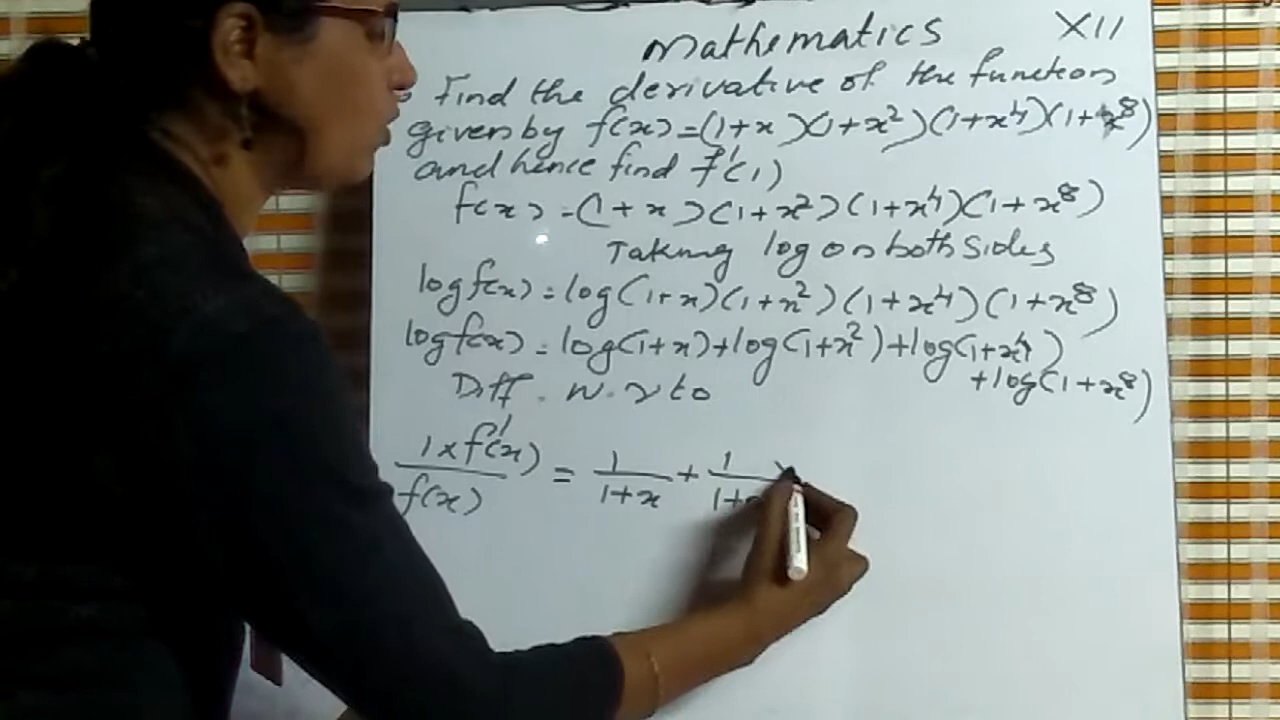 Mathematics XII
Find the derivative of the function
given by f(x) = (1+x)(1+x²)(1+x⁴)(1+x⁸)
and hence find f'(1)
f(x) = (1+x)(1+x²)(1+x⁴)(1+x⁸)
Taking log on both sides
log f(x) = log(1+x)(1+x²)(1+x⁴)(1+x⁸)
log f(x) = log(1+x)+log(1+x²)+log(1+x⁴)
+log(1+x⁸)
Diff. w.r to
1×f'(x)/f(x) = 1/1+x + 1/1+